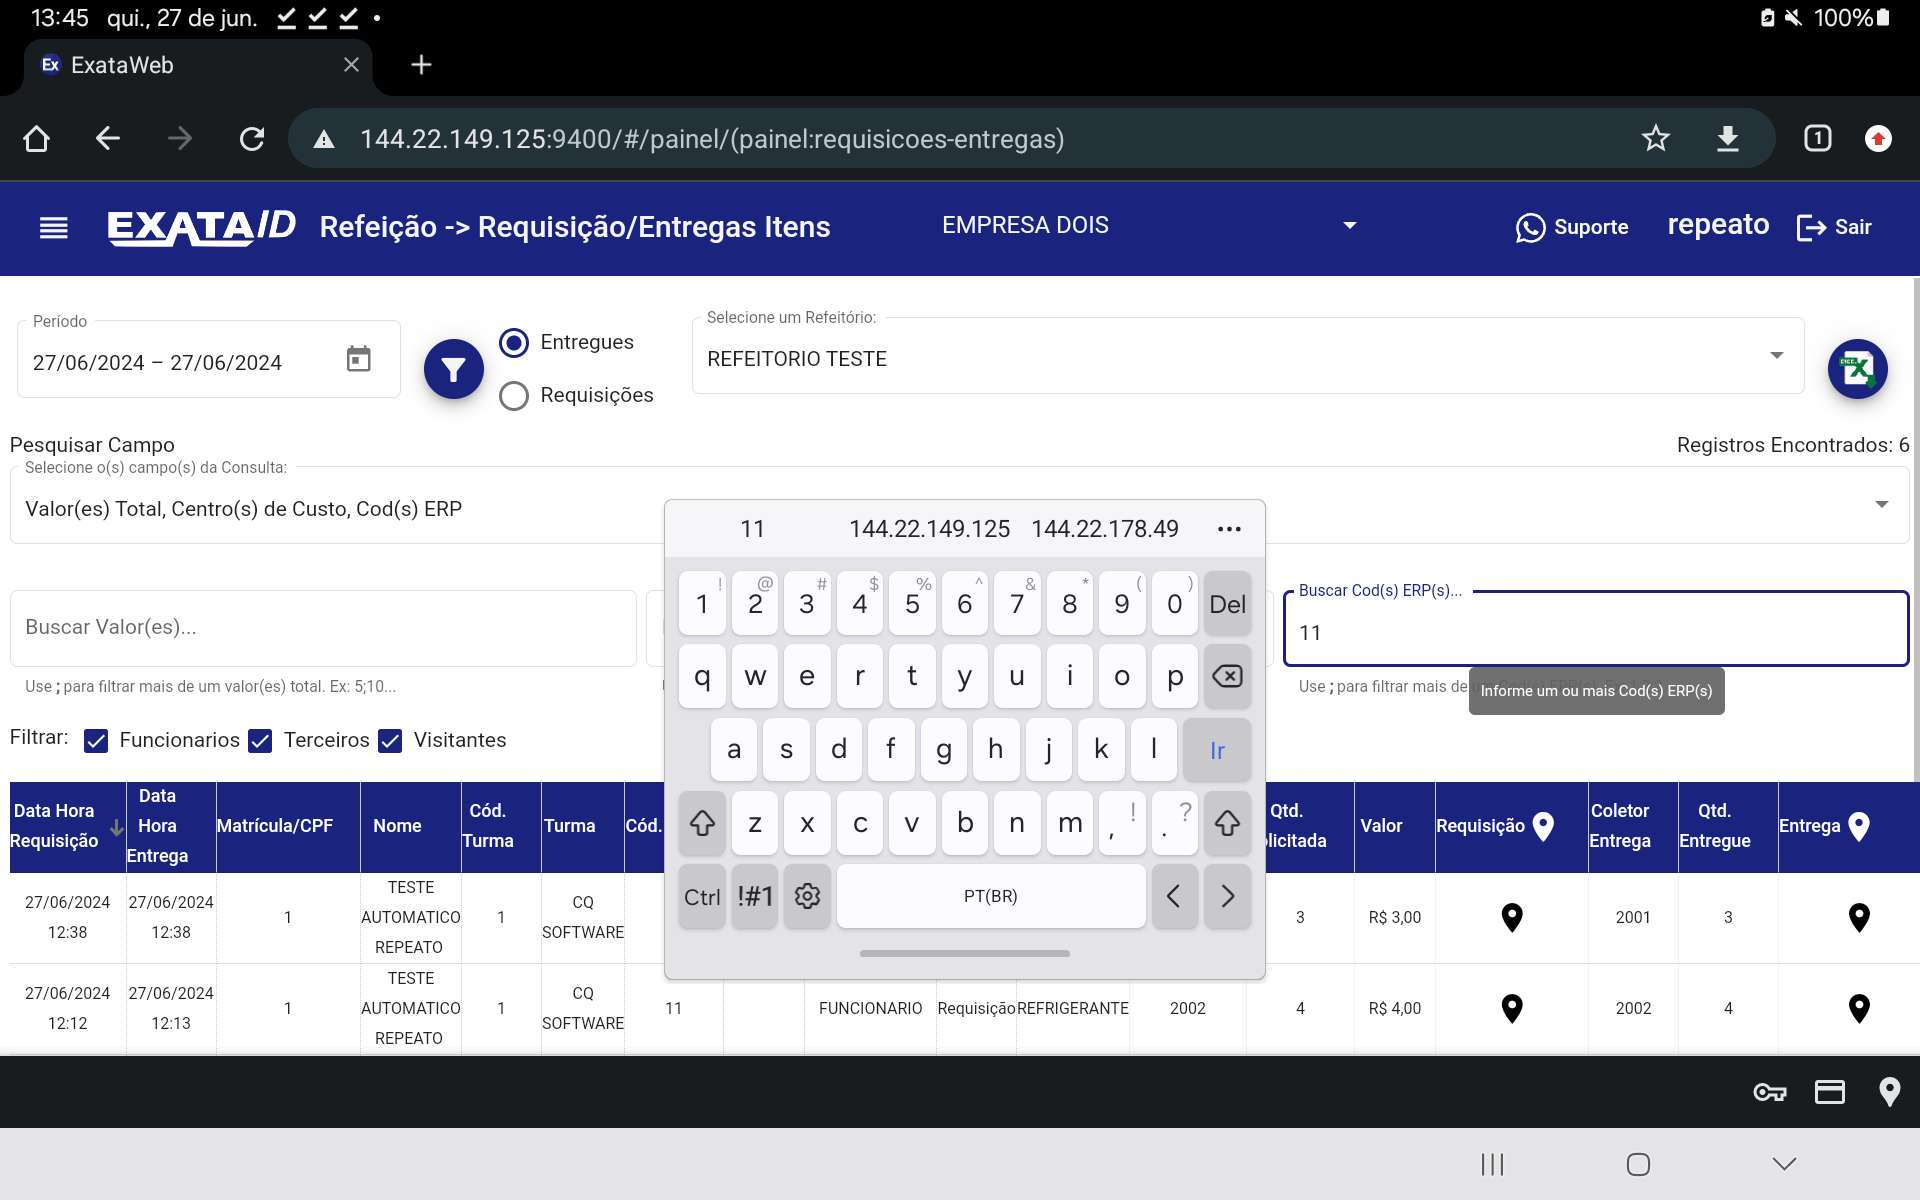 13:45 qui., 27 de jun.
100%
Ex ExataWeb
144.22.149.125:9400/#/painel/(painel:requisicoes-entregas)
1
EXATA/ID Refeição -> Requisição/Entregas Itens EMPRESA DOIS Suporte repeato Sair
Período
27/06/2024 – 27/06/2024
Entregues
Requisições
Selecione um Refeitório:
REFEITORIO TESTE
Pesquisar Campo
Registros Encontrados: 6
Selecione o(s) campo(s) da Consulta:
Valor(es) Total, Centro(s) de Custo, Cod(s) ERP
Buscar Valor(es)...
Use ; para filtrar mais de um valor(es) total. Ex: 5;10...
Buscar Cod(s) ERP(s)...
11
Use ; para filtrar mais de
Informe um ou mais Cod(s) ERP(s)
Filtrar: Funcionarios Terceiros Visitantes
11 144.22.149.125 144.22.178.49 ...
! @ # $ % ^ & * ( )
1 2 3 4 5 6 7 8 9 0 Del
q w e r t y u i o p
a s d f g h j k l Ir
z x c v b n m , ! . ?
Ctrl !#1 PT(BR) < >
Data Hora Requisição
Data Hora Entrega
Matrícula/CPF
Nome
Cód. Turma
Turma
Cód.
Qtd. licitada
Valor
Requisição
Coletor Entrega
Qtd. Entregue
Entrega
27/06/2024 12:38 27/06/2024 12:38 1 TESTE AUTOMATICO REPEATO 1 CQ SOFTWARE 3 R$ 3,00 2001 3
27/06/2024 12:12 27/06/2024 12:13 1 TESTE AUTOMATICO REPEATO 1 CQ SOFTWARE 11 FUNCIONARIO Requisição REFRIGERANTE 2002 4 R$ 4,00 2002 4